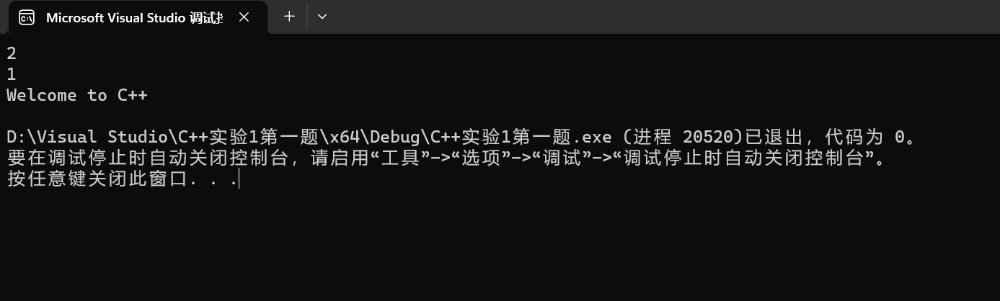 Microsoft Visual Studio 调试
2
1
Welcome to C++
D:\Visual Studio\C++实验1第一题\x64\Debug\C++实验1第一题.exe (进程 20520)已退出，代码为 0。
要在调试停止时自动关闭控制台，请启用“工具”->“选项”->“调试”->“调试停止时自动关闭控制台”。
按任意键关闭此窗口. . .